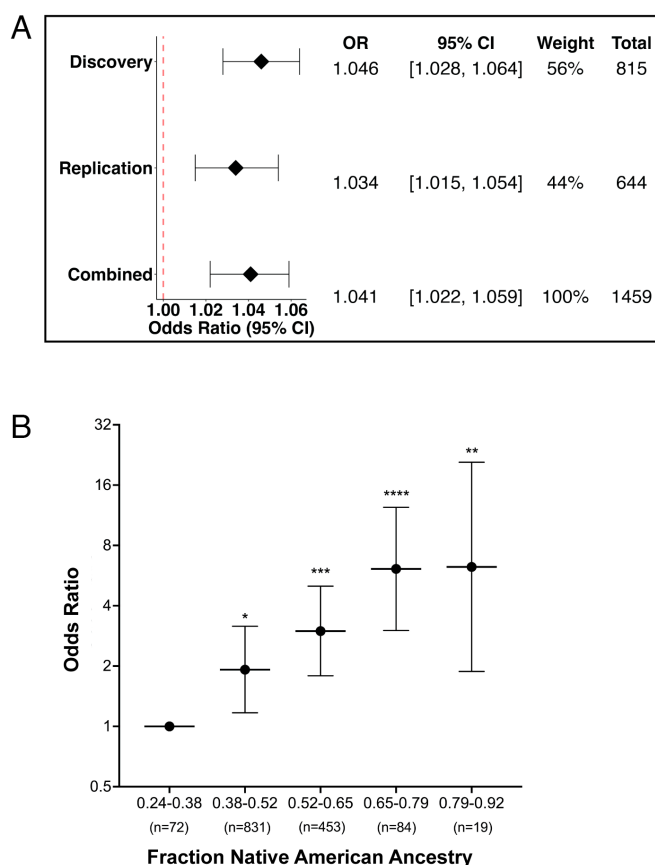 A
OR 95% CI Weight Total
Discovery 1.046 [1.028, 1.064] 56% 815
Replication 1.034 [1.015, 1.054] 44% 644
Combined 1.041 [1.022, 1.059] 100% 1459
1.00 1.02 1.04 1.06
Odds Ratio (95% CI)
B
Odds Ratio
32
16
8
4
2
1
0.5
*
***
****
**
0.24-0.38 0.38-0.52 0.52-0.65 0.65-0.79 0.79-0.92
(n=72) (n=831) (n=453) (n=84) (n=19)
Fraction Native American Ancestry